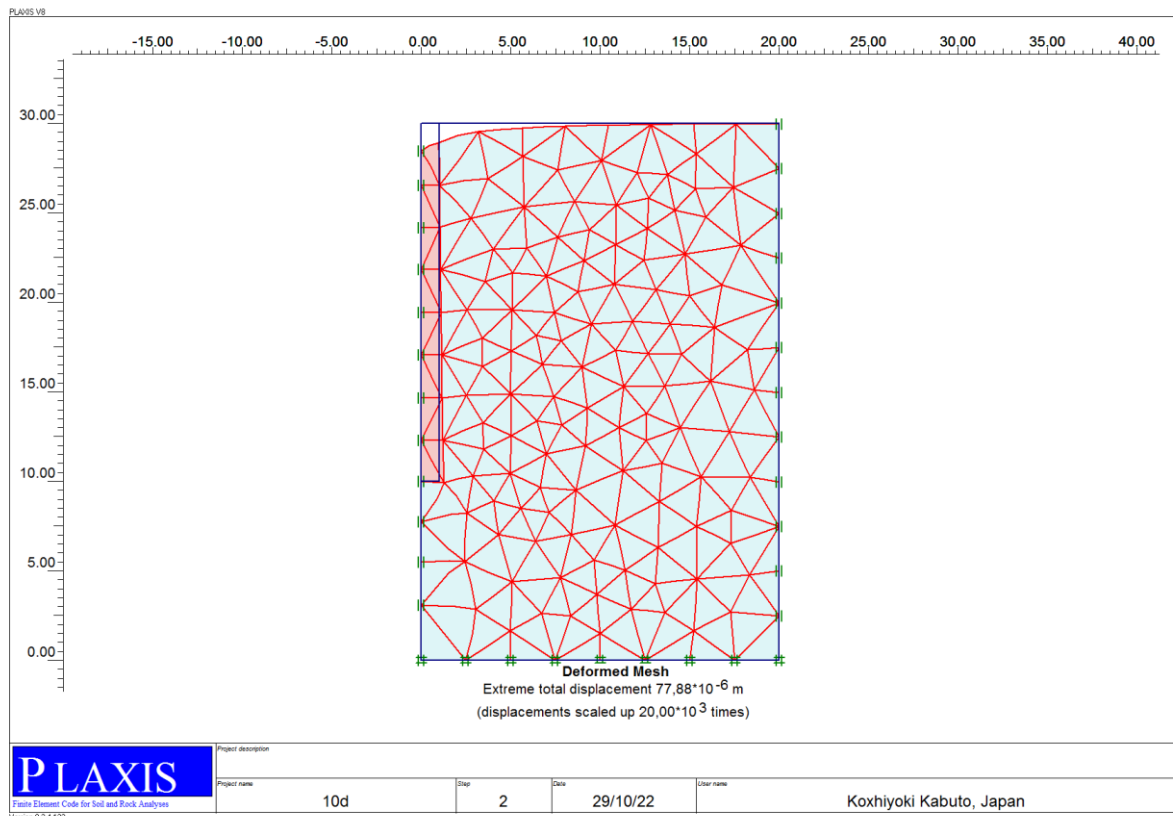 PLAXIS V8
-15.00 -10.00 -5.00 0.00 5.00 10.00 15.00 20.00 25.00 30.00 35.00 40.00
30.00
25.00
20.00
15.00
10.00
5.00
0.00
Deformed Mesh
Extreme total displacement 77,88*10-6 m
(displacements scaled up 20,00*103 times)
PLAXIS
Finite Element Code for Soil and Rock Analyses
Project description
Project name
10d
Step
2
Date
29/10/22
User name
Koxhiyoki Kabuto, Japan